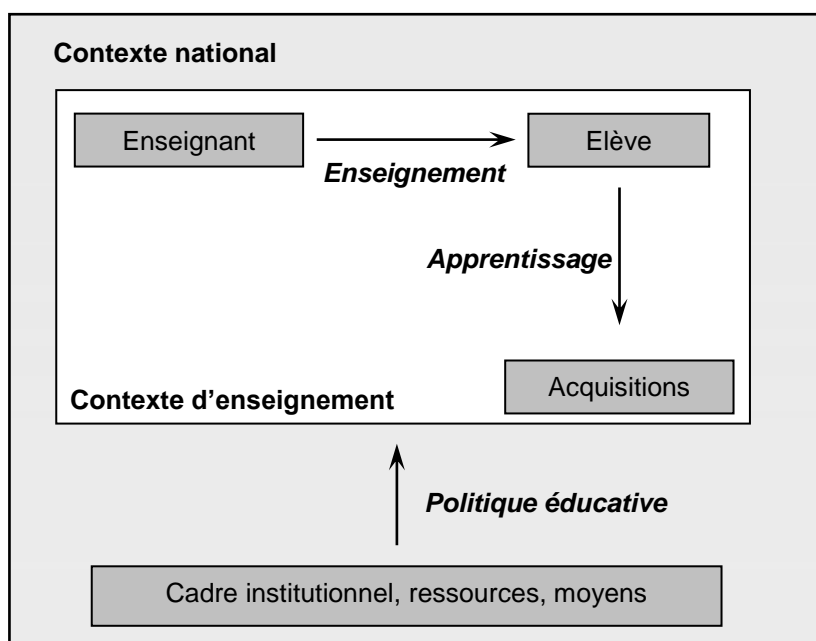 Contexte national
Enseignant
Elève
Enseignement
Apprentissage
Acquisitions
Contexte d’enseignement
Politique éducative
Cadre institutionnel, ressources, moyens